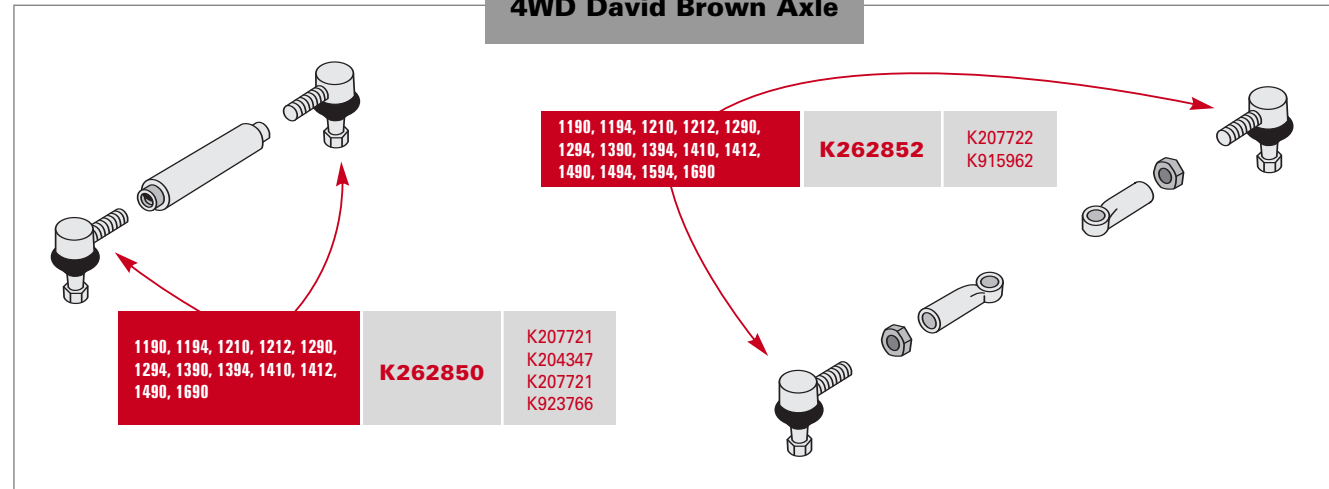 4WD David Brown Axle
1190, 1194, 1210, 1212, 1290,
1294, 1390, 1394, 1410, 1412,
1490, 1494, 1594, 1690
K262852
K207722
K915962
1190, 1194, 1210, 1212, 1290,
1294, 1390, 1394, 1410, 1412,
1490, 1690
K262850
K207721
K204347
K207721
K923766